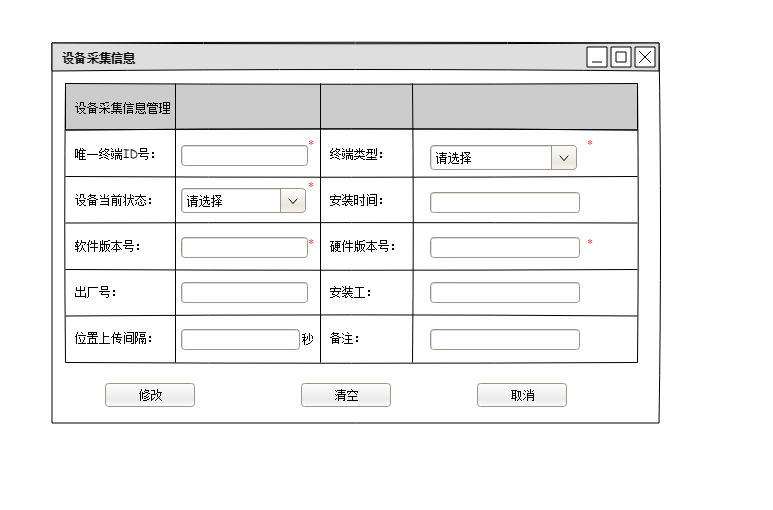 设备采集信息
设备采集信息管理
唯一终端ID号： * 终端类型： 请选择 *
设备当前状态： 请选择 * 安装时间：
软件版本号： * 硬件版本号： *
出厂号： 安装工：
位置上传间隔： 秒 备注：
修改 清空 取消